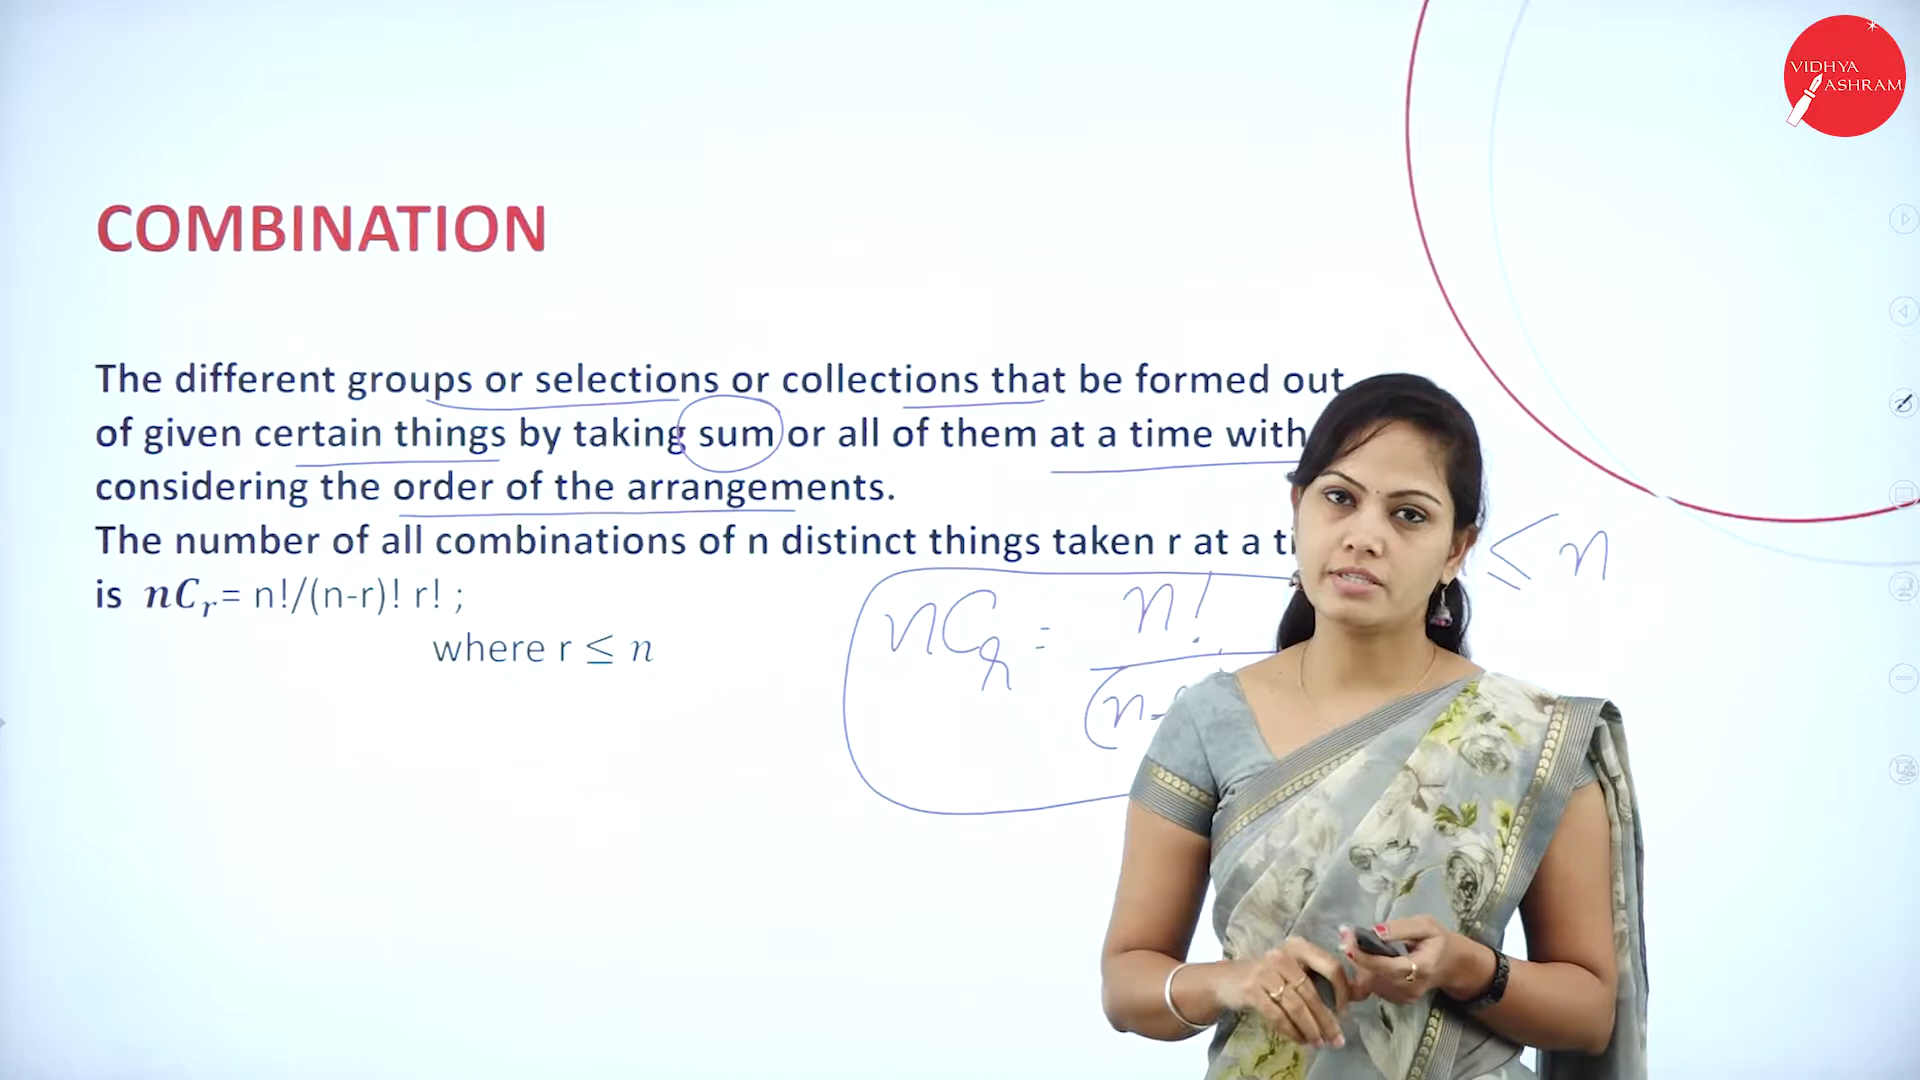 VIDHYA
ASHRAM
COMBINATION
The different groups or selections or collections that be formed out
of given certain things by taking sum or all of them at a time with
considering the order of the arrangements.
The number of all combinations of n distinct things taken r at a
is nCr= n!/(n-r)! r! ;
where r ≤ n
≤ n
nCr = n!
(n-